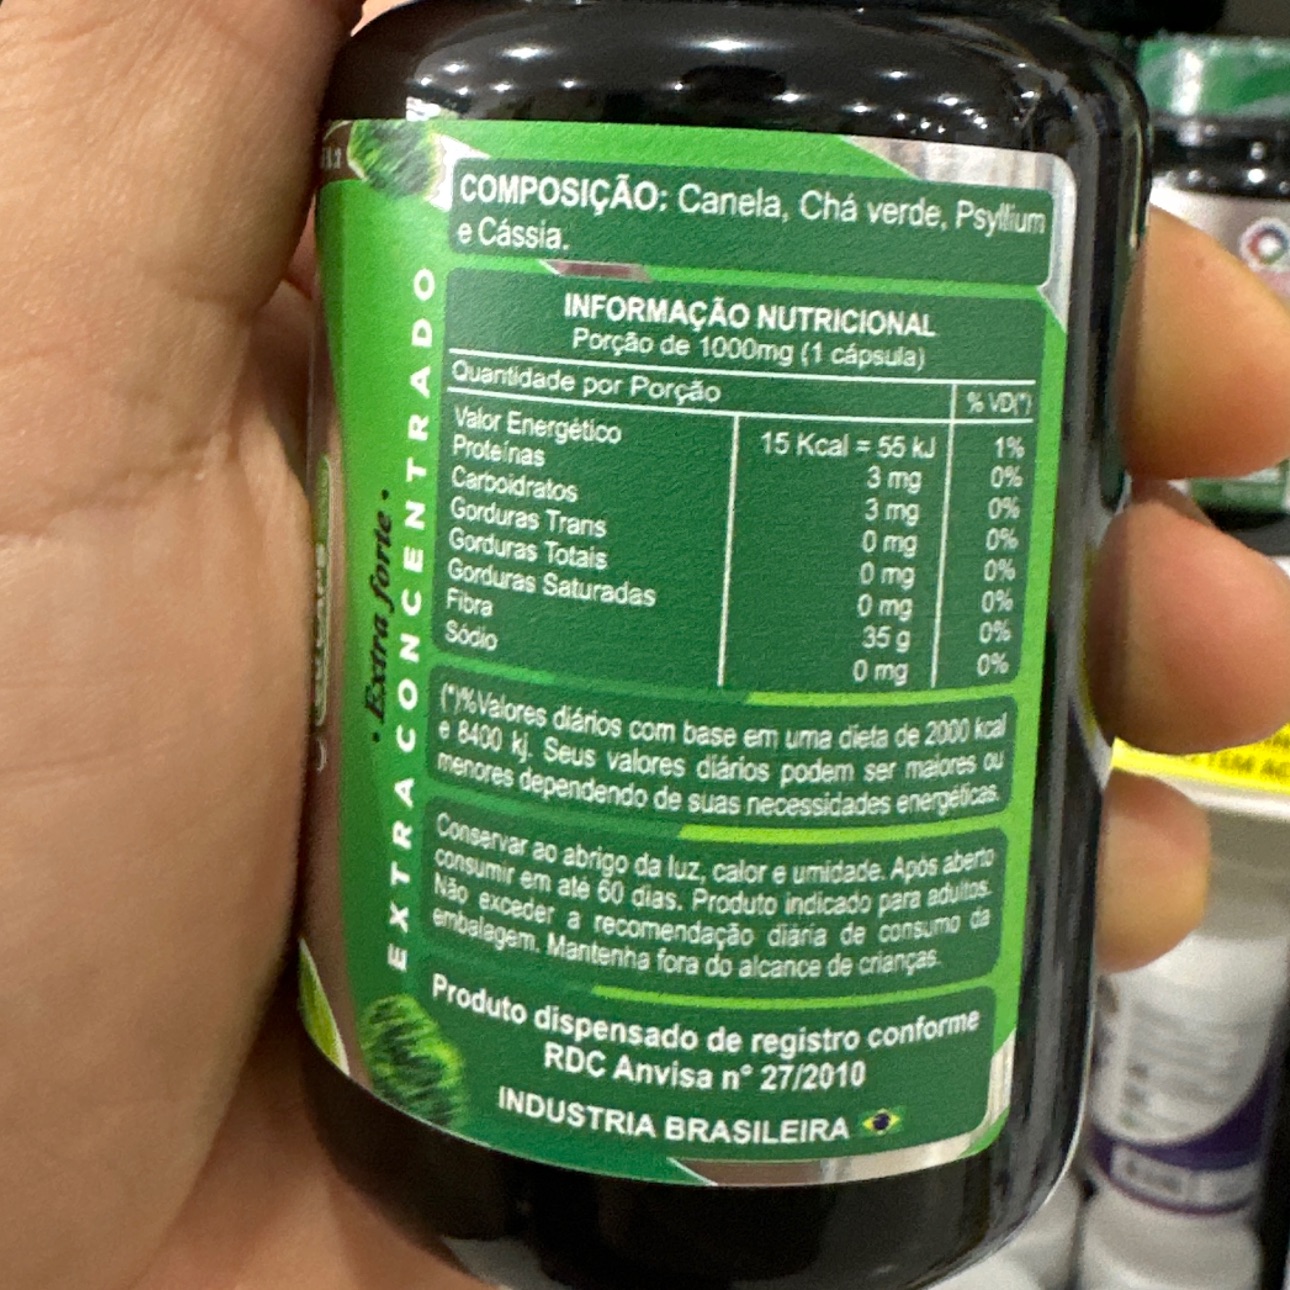 COMPOSIÇÃO: Canela, Chá verde, Psyllium
e Cássia.
INFORMAÇÃO NUTRICIONAL
Porção de 1000mg (1 cápsula)
Quantidade por Porção % VD(*)
Valor Energético 15 Kcal = 55 kJ 1%
Proteínas 3 mg 0%
Carboidratos 3 mg 0%
Gorduras Trans 0 mg 0%
Gorduras Totais 0 mg 0%
Gorduras Saturadas 0 mg 0%
Fibra 35 g 0%
Sódio 0 mg 0%
(*)%Valores diários com base em uma dieta de 2000 kcal
e 8400 kj. Seus valores diários podem ser maiores ou
menores dependendo de suas necessidades energéticas.
Conservar ao abrigo da luz, calor e umidade. Após aberto
consumir em até 60 dias. Produto indicado para adultos.
Não exceder a recomendação diária de consumo da
embalagem. Mantenha fora do alcance de crianças.
Produto dispensado de registro conforme
RDC Anvisa n° 27/2010
INDUSTRIA BRASILEIRA
• Extra forte •
EXTRA CONCENTRADO